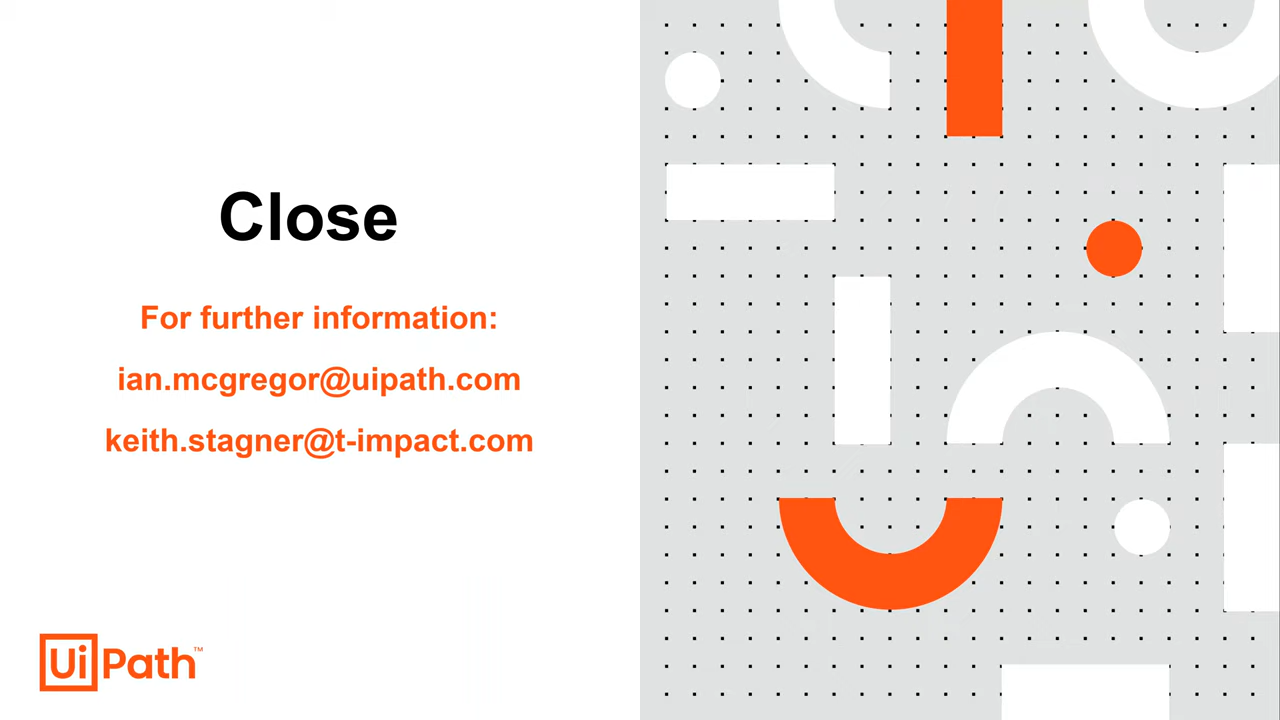 Close
For further information:
ian.mcgregor@uipath.com
keith.stagner@t-impact.com
UiPath™